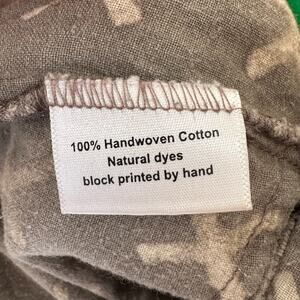 100% Handwoven Cotton
Natural dyes
block printed by hand